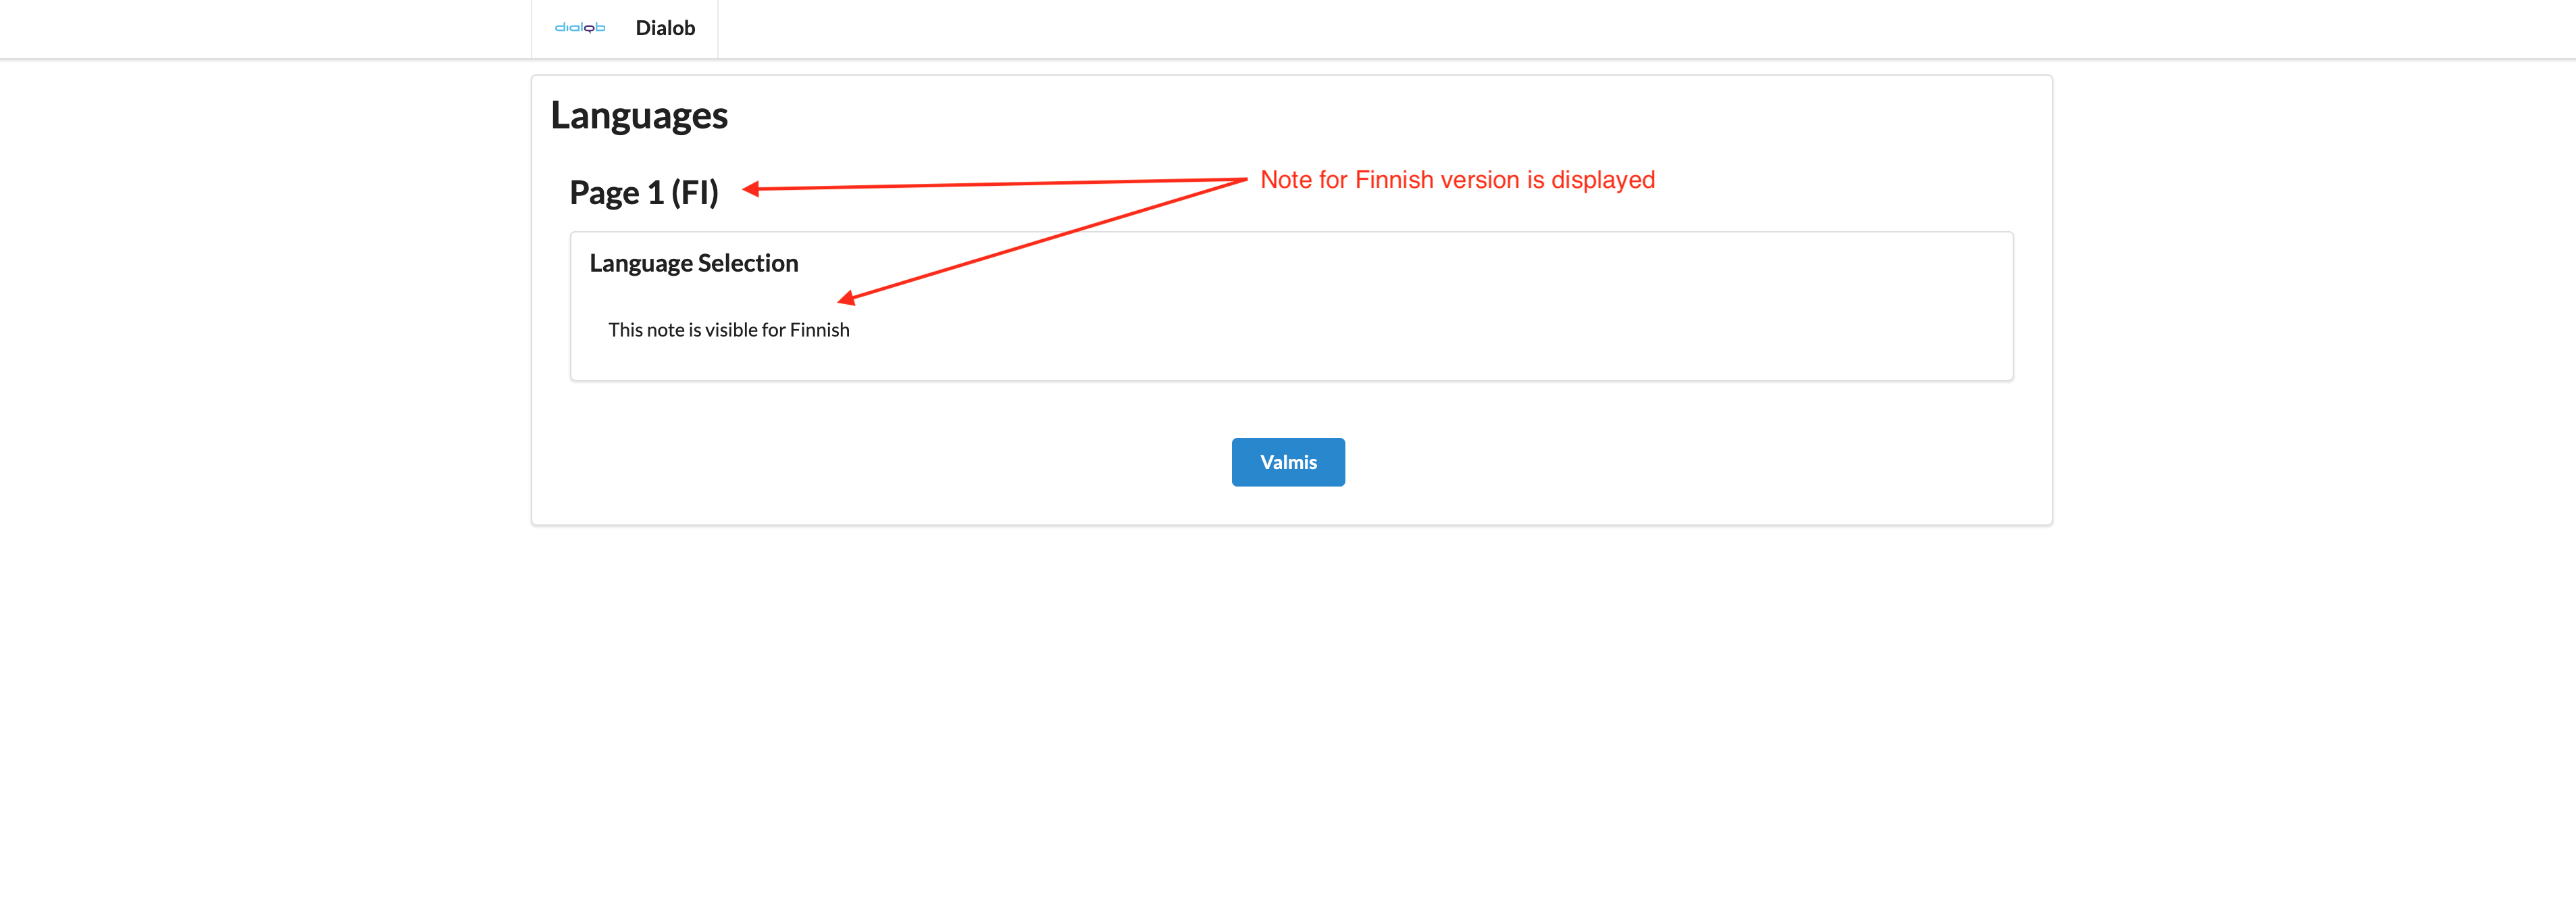 dialob Dialob
Languages
Page 1 (FI)
Note for Finnish version is displayed
Language Selection
This note is visible for Finnish
Valmis